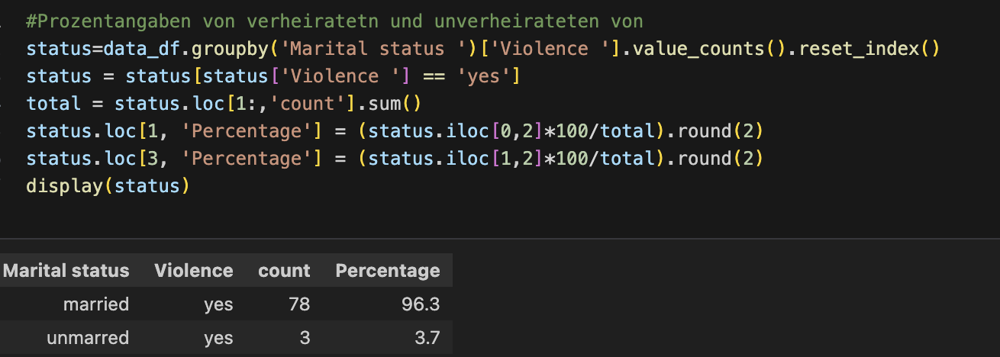 #Prozentangaben von verheiratetn und unverheirateten von
status=data_df.groupby('Marital status ')['Violence '].value_counts().reset_index()
status = status[status['Violence '] == 'yes']
total = status.loc[1:,'count'].sum()
status.loc[1, 'Percentage'] = (status.iloc[0,2]*100/total).round(2)
status.loc[3, 'Percentage'] = (status.iloc[1,2]*100/total).round(2)
display(status)
Marital status Violence count Percentage
married yes 78 96.3
unmarred yes 3 3.7